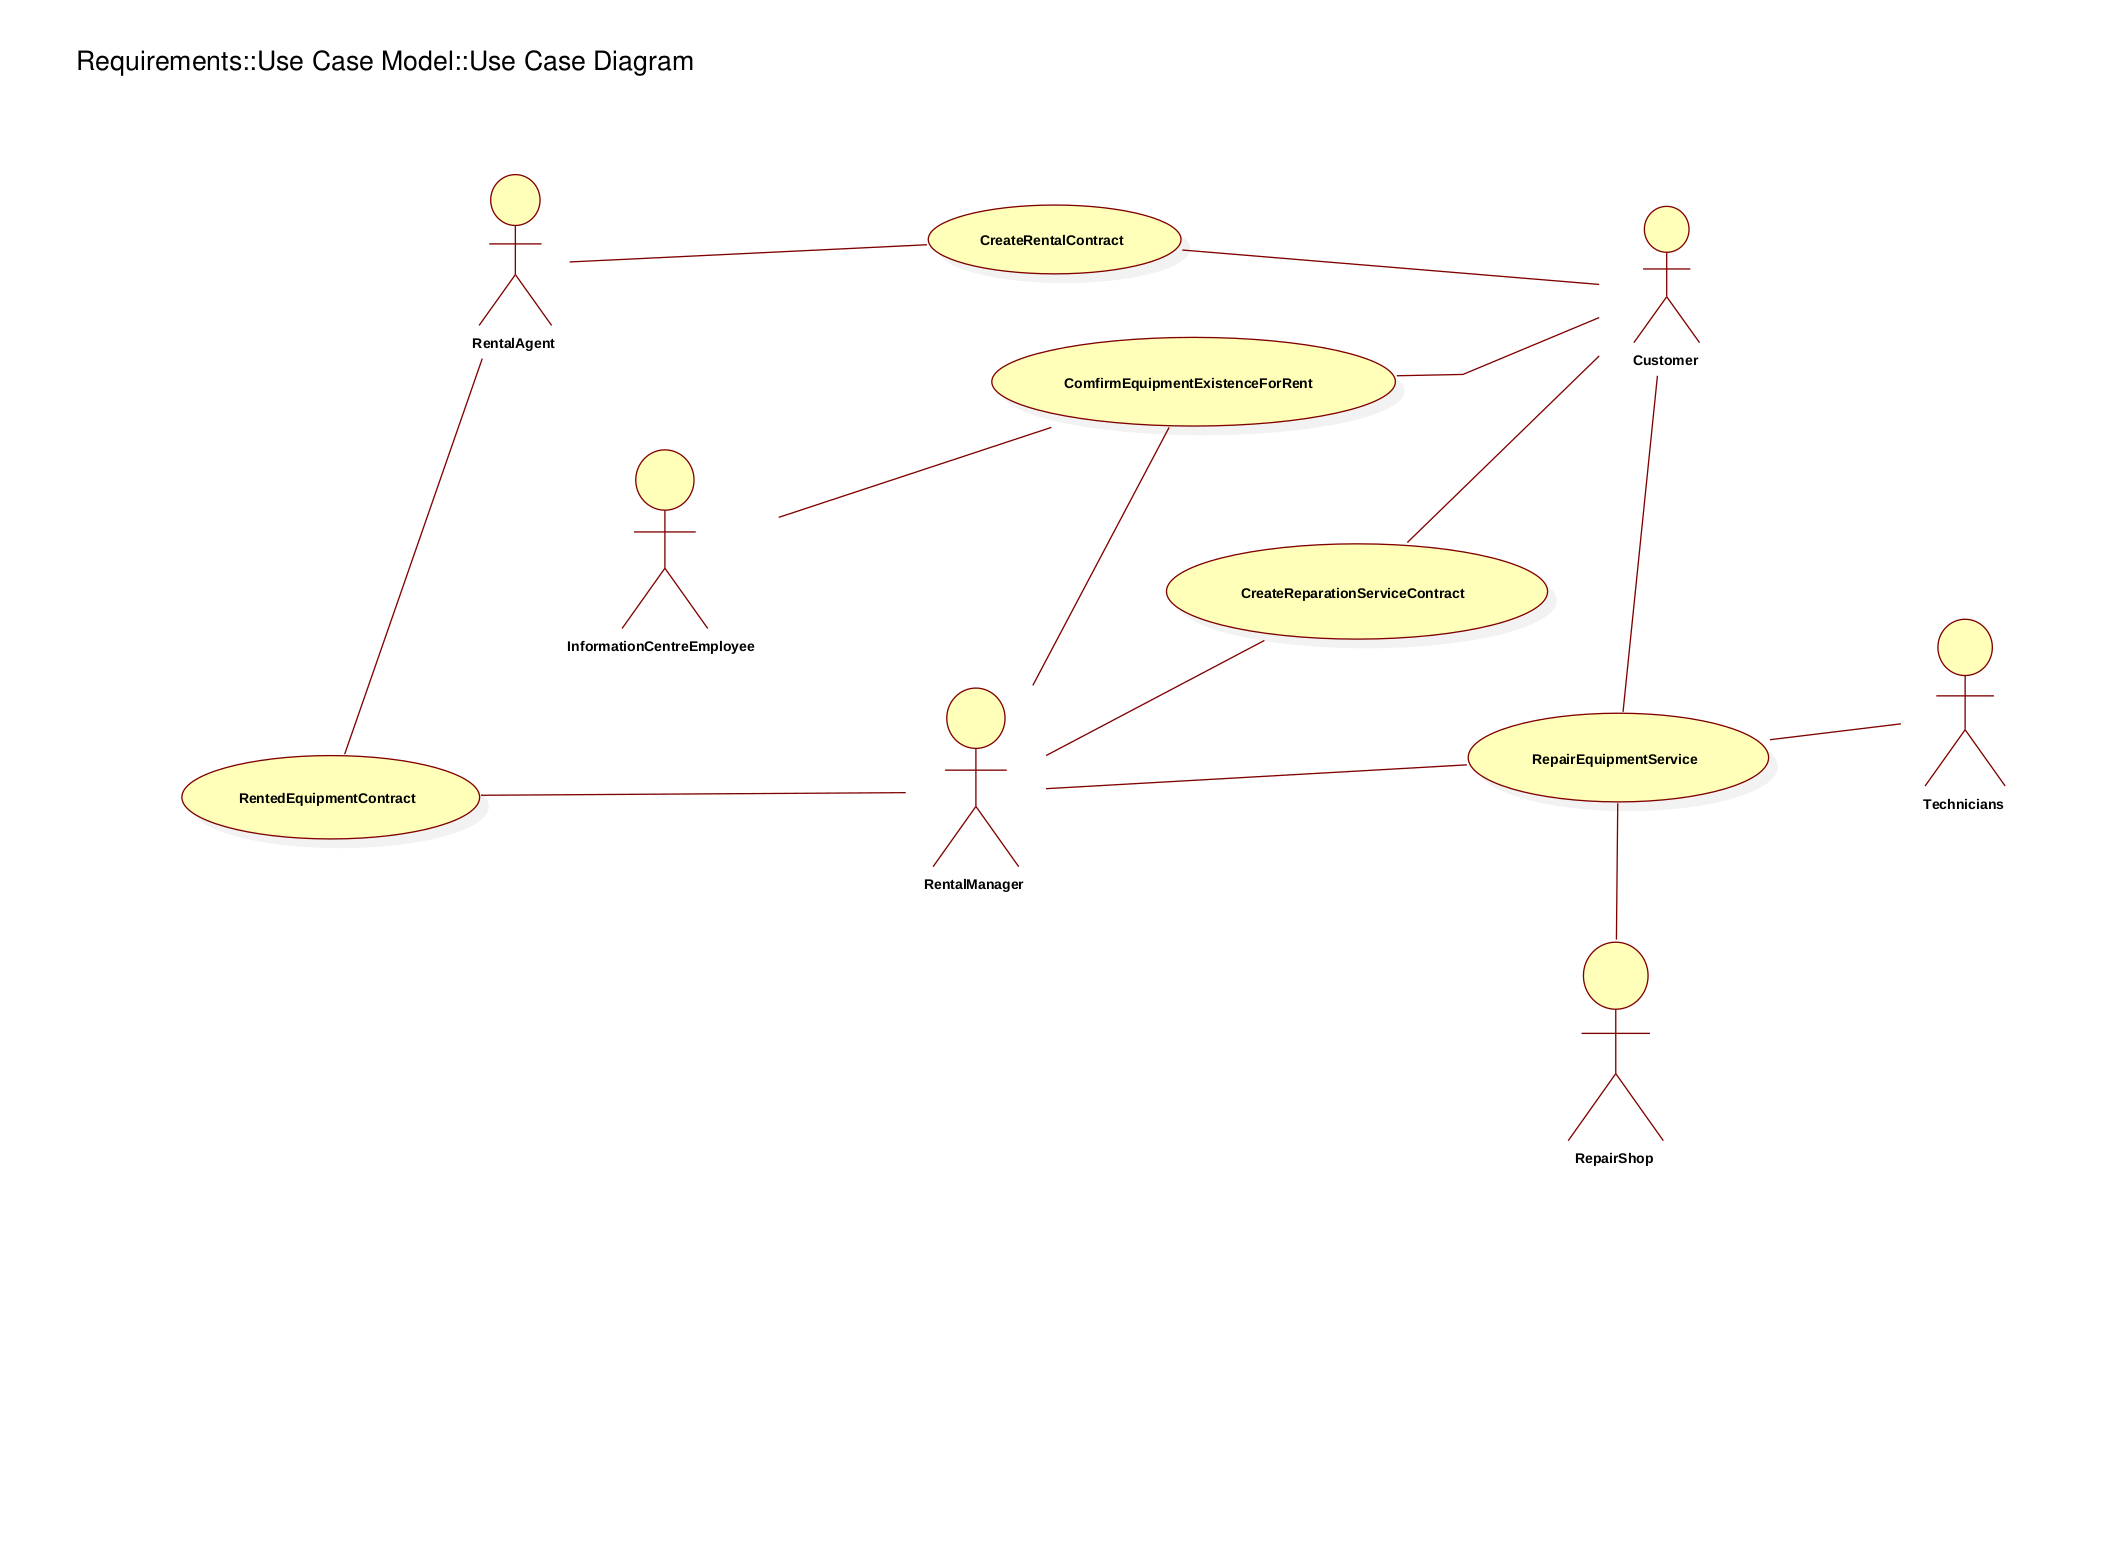 Requirements::Use Case Model::Use Case Diagram
CreateRentalContract
RentalAgent
Customer
ComfirmEquipmentExistenceForRent
CreateReparationServiceContract
InformationCentreEmployee
RepairEquipmentService
RentedEquipmentContract
Technicians
RentalManager
RepairShop